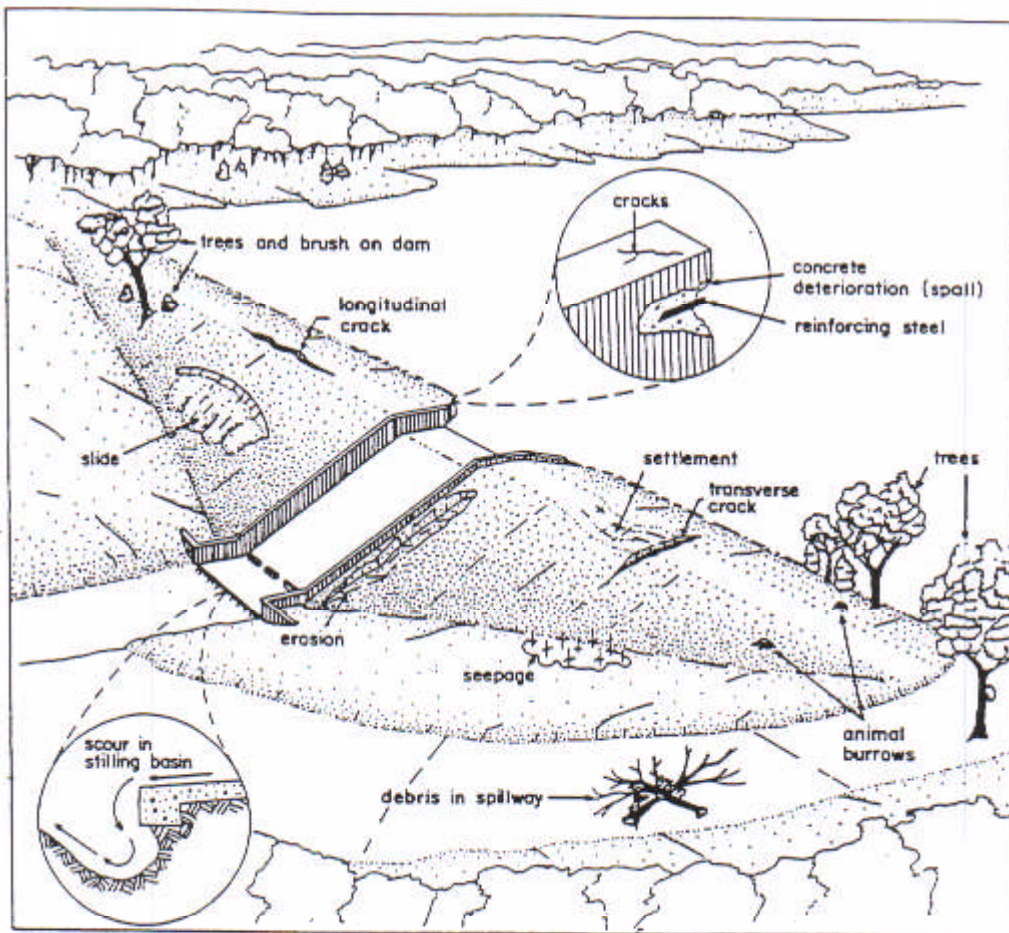 cracks
trees and brush on dam
concrete
deterioration (spall)
longitudinal
crack
reinforcing steel
slide
settlement
trees
transverse
crack
erosion
seepage
animal
burrows
scour in
stilling basin
debris in spillway